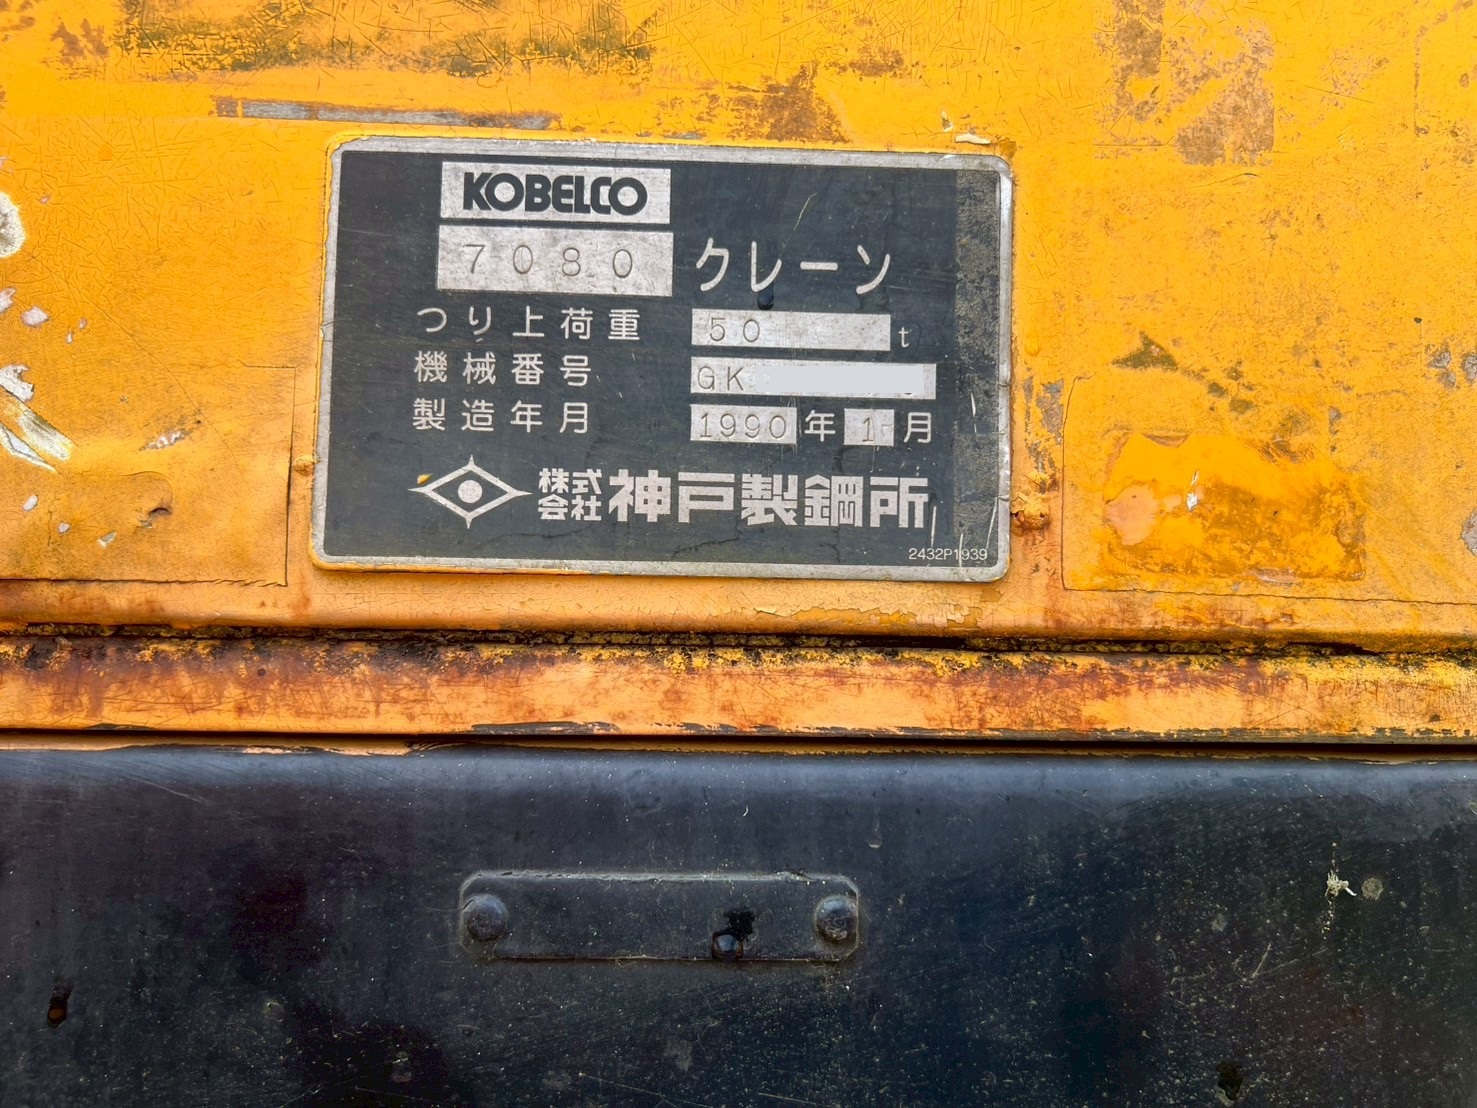 KOBELCO
7080 クレーン
つり上荷重 50 t
機械番号 GK
製造年月 1990年 1月
株式会社 神戸製鋼所
2432P1939